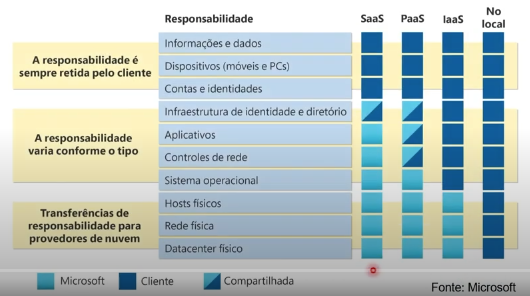 Responsabilidade SaaS PaaS IaaS No local
A responsabilidade é sempre retida pelo cliente
Informações e dados
Dispositivos (móveis e PCs)
Contas e identidades
A responsabilidade varia conforme o tipo
Infraestrutura de identidade e diretório
Aplicativos
Controles de rede
Sistema operacional
Transferências de responsabilidade para provedores de nuvem
Hosts físicos
Rede física
Datacenter físico
Microsoft Cliente Compartilhada
Fonte: Microsoft